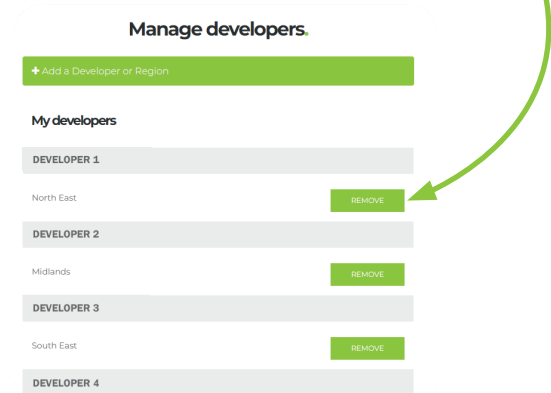 Manage developers.
+ Add a Developer or Region
My developers
DEVELOPER 1
North East
REMOVE
DEVELOPER 2
Midlands
REMOVE
DEVELOPER 3
South East
REMOVE
DEVELOPER 4